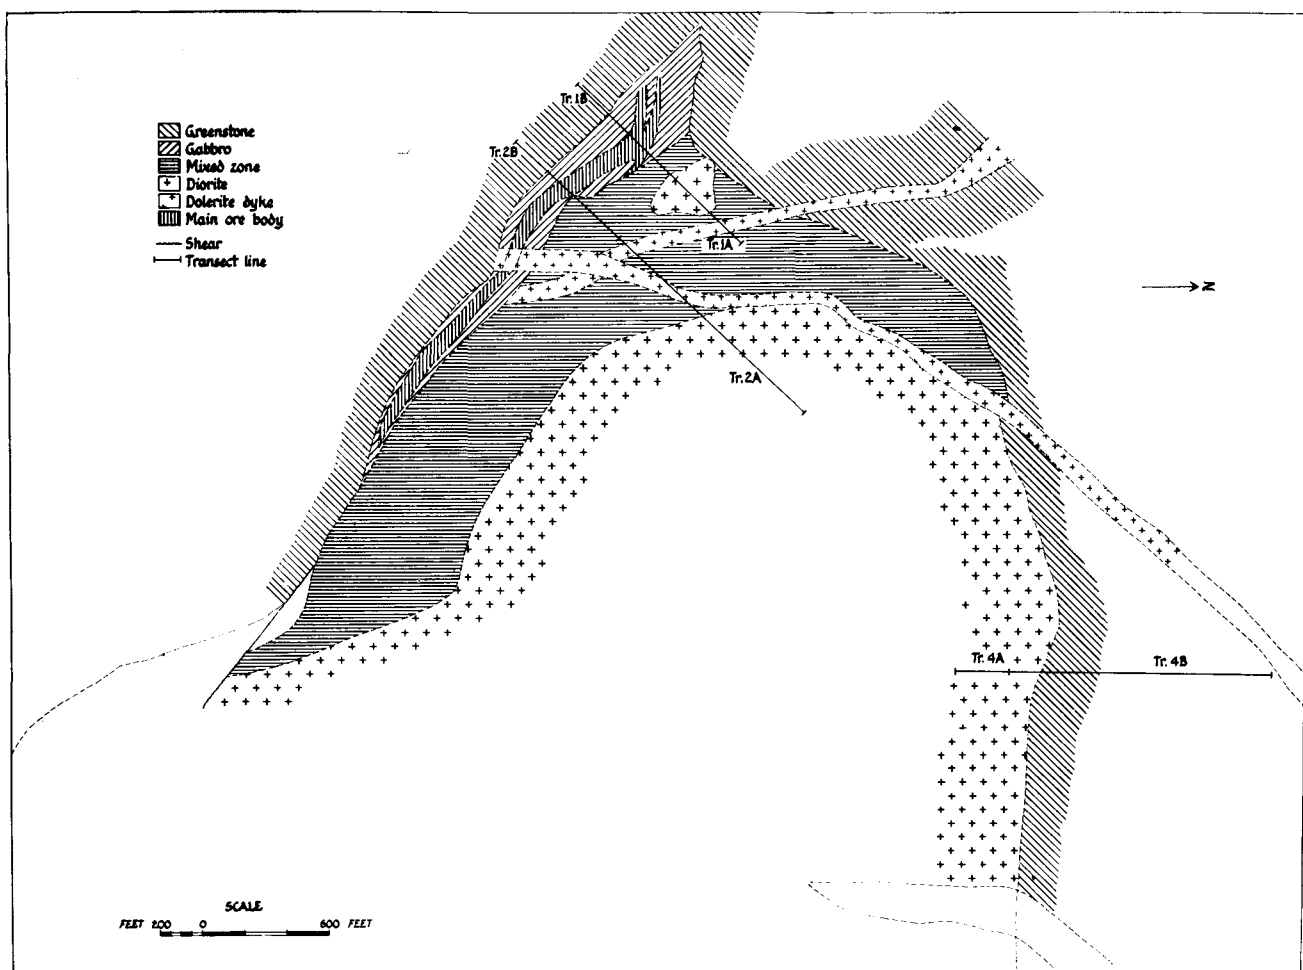 Tr.1B
Tr.2B
Greenstone
Gabbro
Mixed zone
Diorite
Dolerite dyke
Main ore body
Shear
Transect line
Tr.1A
N
Tr.2A
Tr. 4A
Tr. 4B
SCALE
FEET 200 0 600 FEET